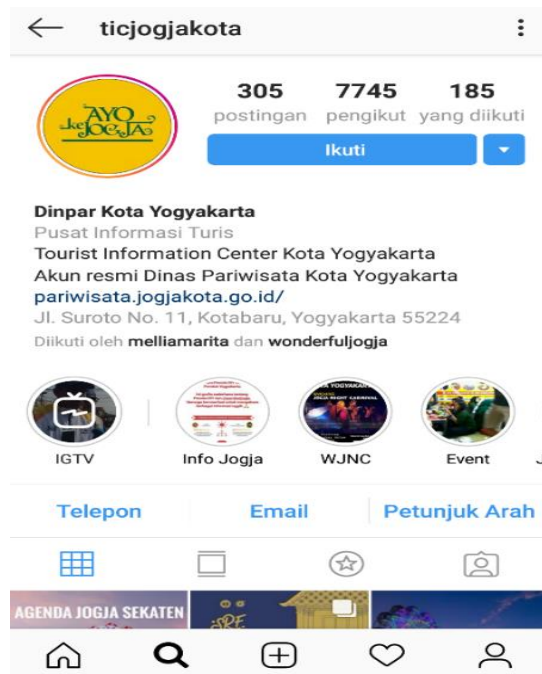 ticjogjakota
AYO
keJOGJA
305 7745 185
postingan pengikut yang diikuti
Ikuti
Dinpar Kota Yogyakarta
Pusat Informasi Turis
Tourist Information Center Kota Yogyakarta
Akun resmi Dinas Pariwisata Kota Yogyakarta
pariwisata.jogjakota.go.id/
Jl. Suroto No. 11, Kotabaru, Yogyakarta 55224
Diikuti oleh melliamarita dan wonderfuljogja
IGTV Info Jogja WJNC Event
Telepon Email Petunjuk Arah
AGENDA JOGJA SEKATEN